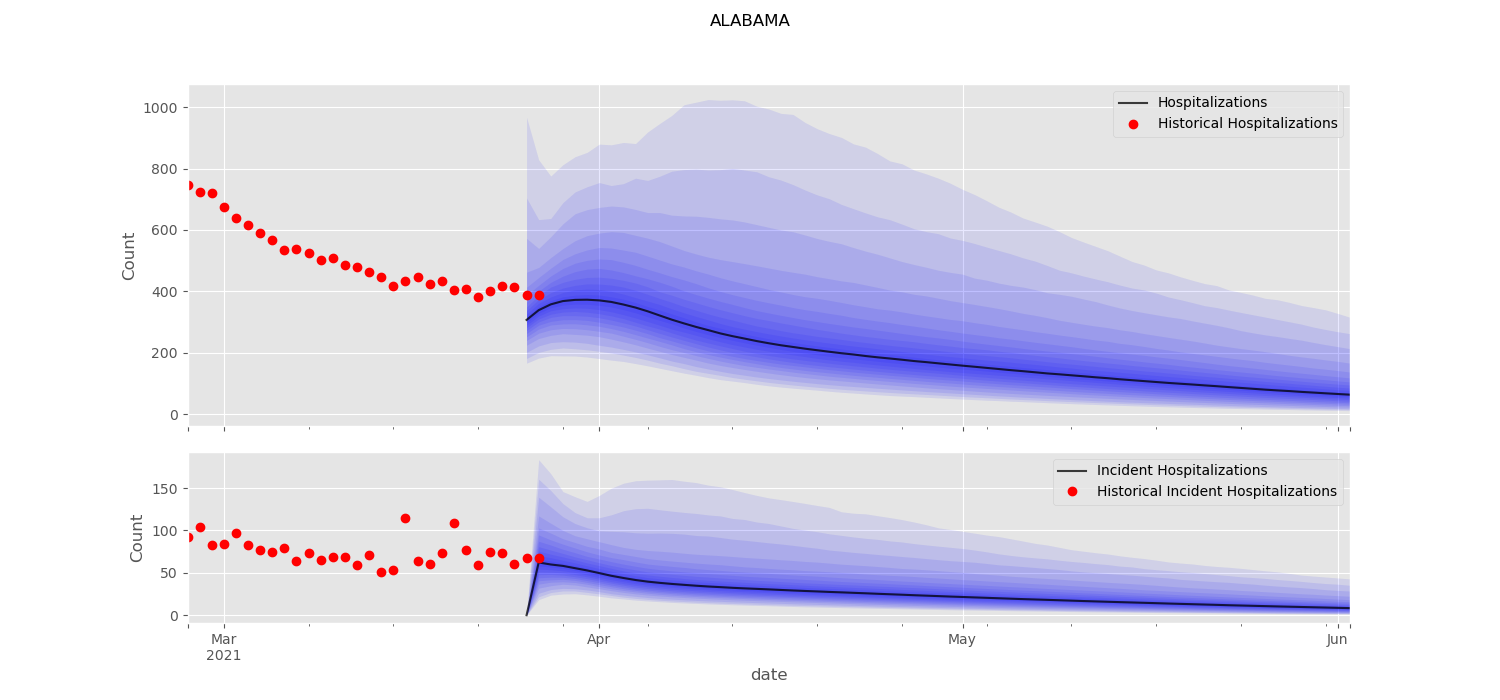 ALABAMA
Hospitalizations
Historical Hospitalizations
Count
1000
800
600
400
200
0
Incident Hospitalizations
Historical Incident Hospitalizations
Count
150
100
50
0
Mar Apr May Jun
2021
date